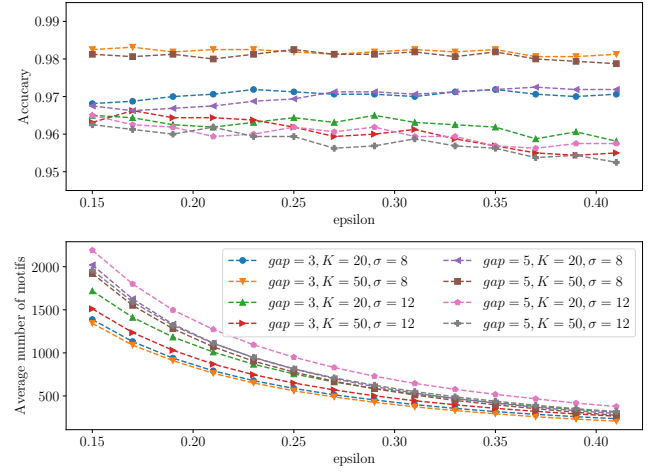 0.99
0.98
0.97
0.96
0.95
Accucary
0.15 0.20 0.25 0.30 0.35 0.40
epsilon
2000
1500
1000
500
Average number of motifs
gap = 3, K = 20, σ = 8
gap = 3, K = 50, σ = 8
gap = 3, K = 20, σ = 12
gap = 3, K = 50, σ = 12
gap = 5, K = 20, σ = 8
gap = 5, K = 50, σ = 8
gap = 5, K = 20, σ = 12
gap = 5, K = 50, σ = 12
0.15 0.20 0.25 0.30 0.35 0.40
epsilon